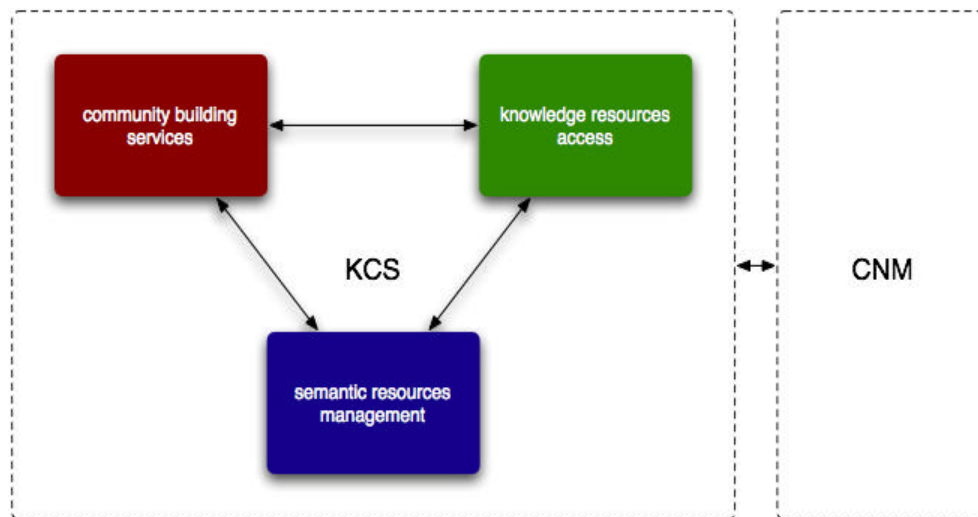 community building
services
knowledge resources
access
KCS
CNM
semantic resources
management